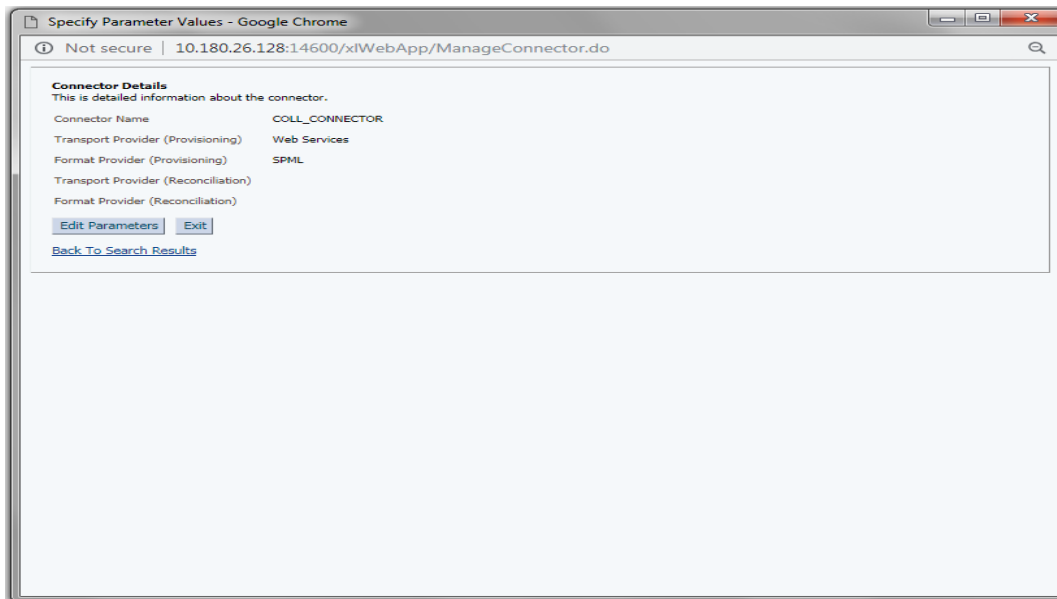 Specify Parameter Values - Google Chrome
Not secure | 10.180.26.128:14600/xlWebApp/ManageConnector.do
Connector Details
This is detailed information about the connector.
Connector Name COLL_CONNECTOR
Transport Provider (Provisioning) Web Services
Format Provider (Provisioning) SPML
Transport Provider (Reconciliation)
Format Provider (Reconciliation)
Edit Parameters Exit
Back To Search Results